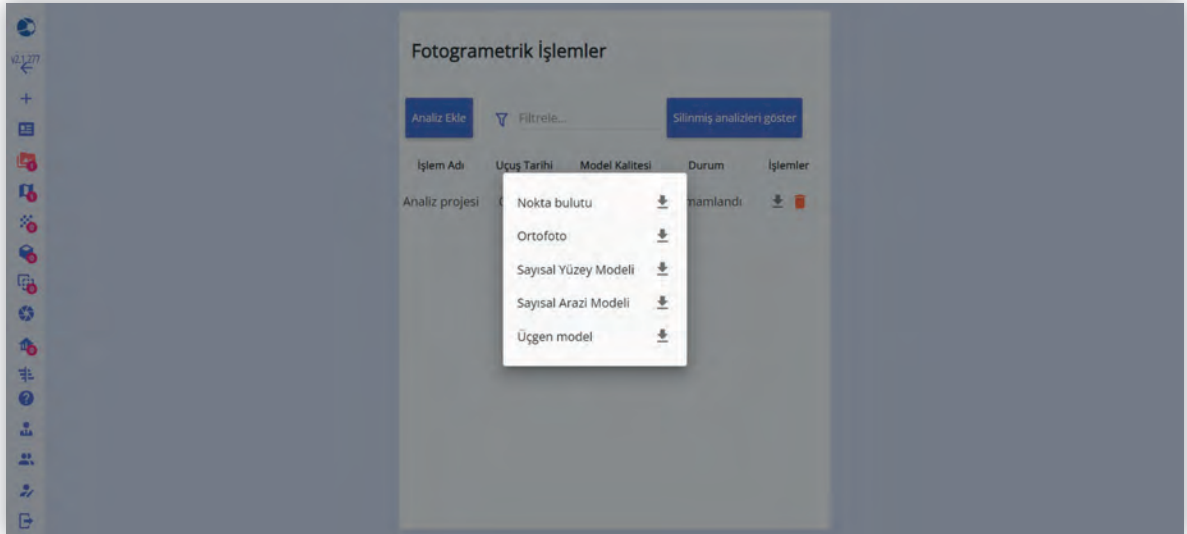 v2.1.277
Fotogrametrik İşlemler
Analiz Ekle
Filtrele...
Silinmiş analizleri göster
İşlem Adı Uçuş Tarihi Model Kalitesi Durum İşlemler
Analiz projesi
Nokta bulutu
Ortofoto
Sayısal Yüzey Modeli
Sayısal Arazi Modeli
Üçgen model